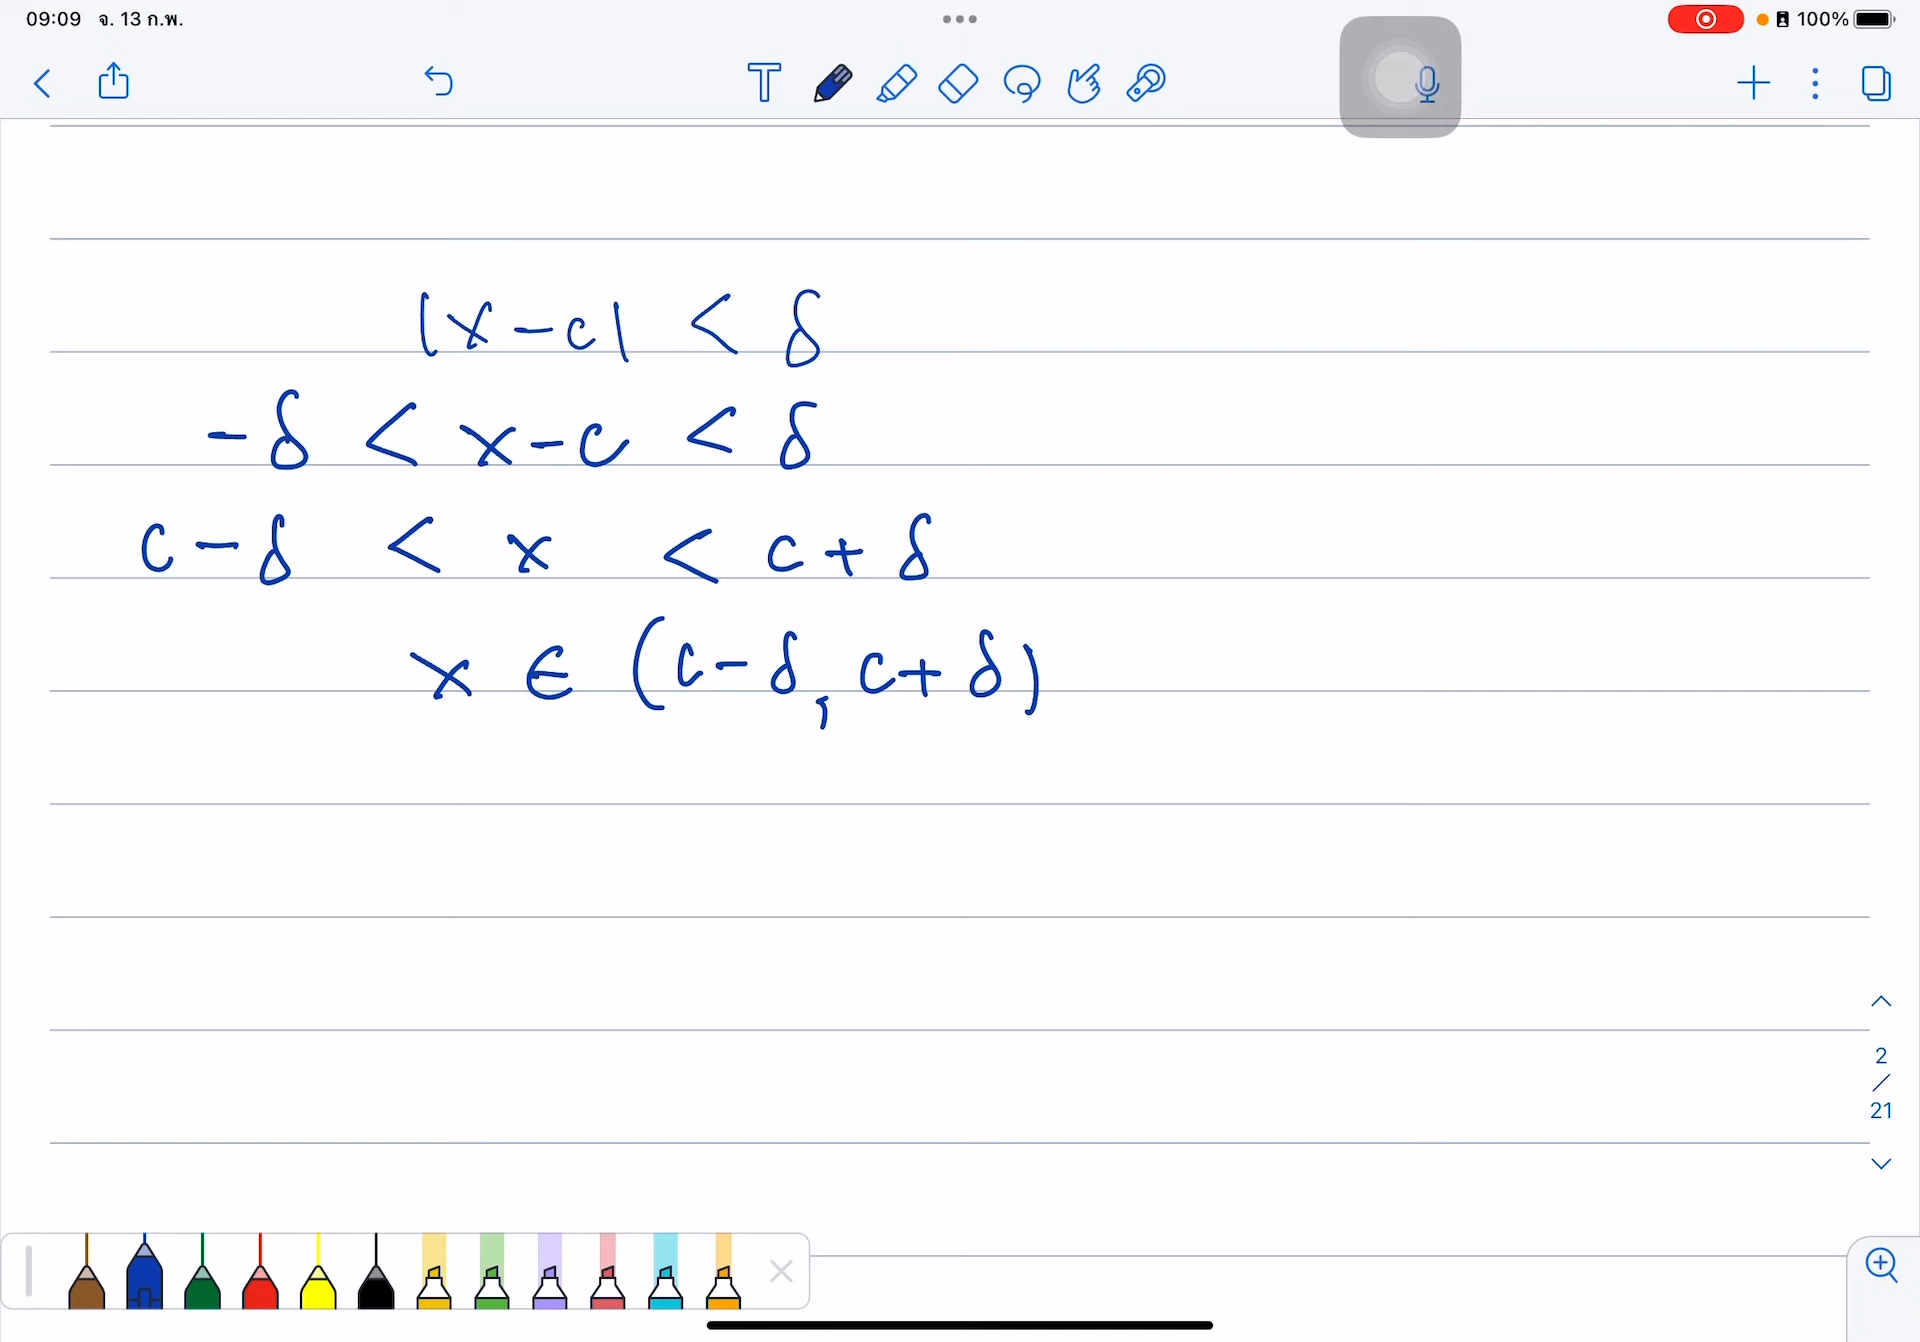 09:09 จ. 13 ก.พ.
100%
T
|x-c| < δ
-δ < x-c < δ
c-δ < x < c+δ
x ∈ (c-δ, c+δ)
2
/
21